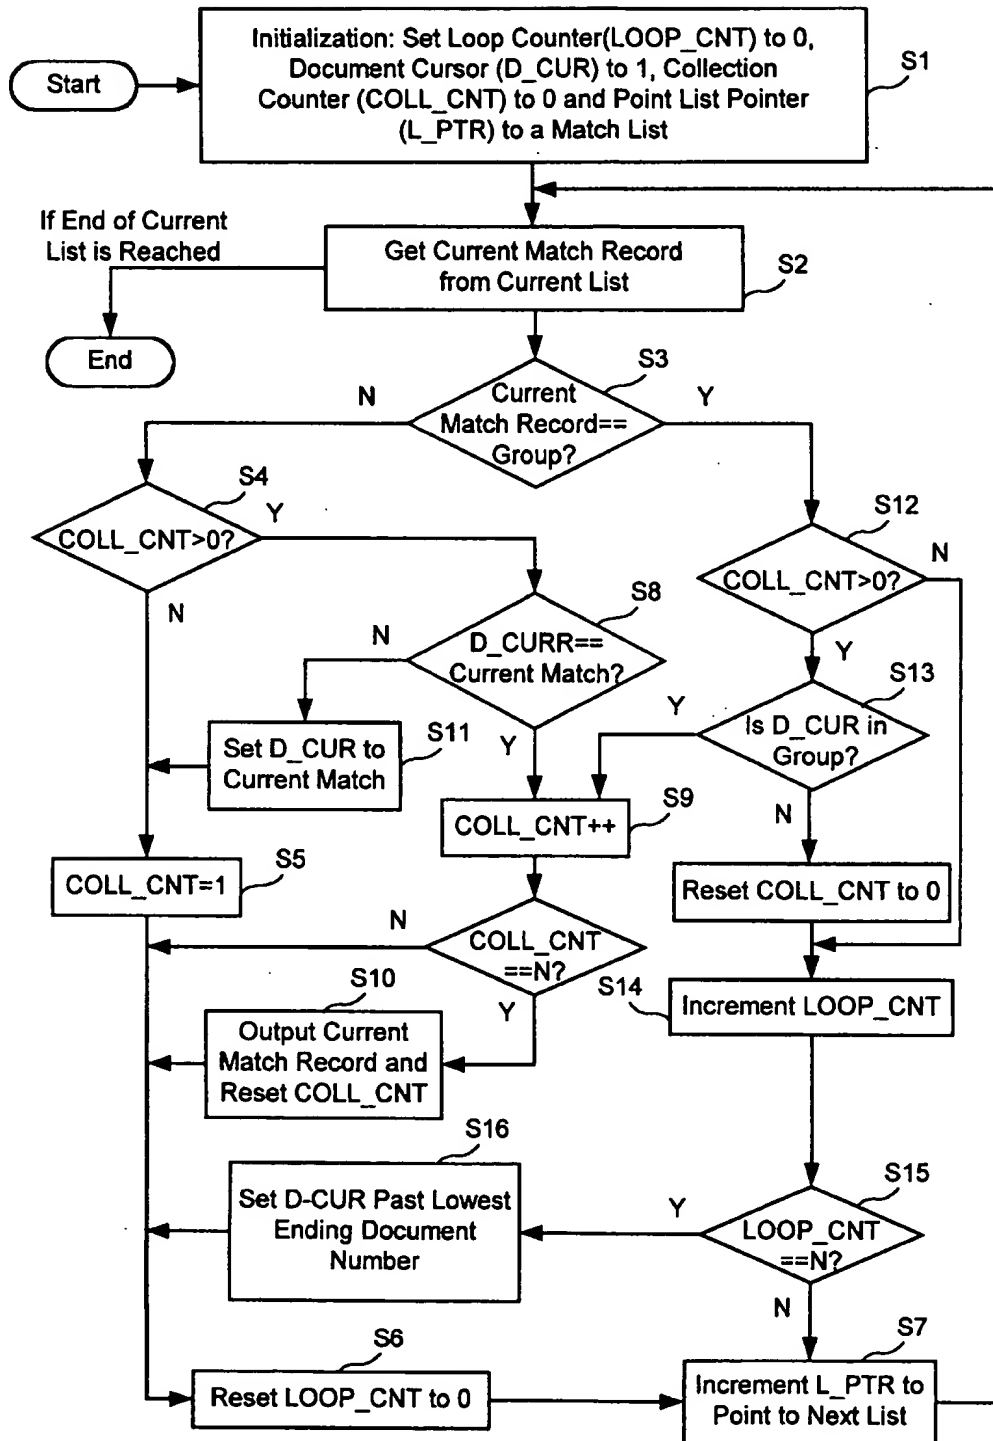 Initialization: Set Loop Counter(LOOP_CNT) to 0,
Document Cursor (D_CUR) to 1, Collection
Counter (COLL_CNT) to 0 and Point List Pointer
(L_PTR) to a Match List
S1
Start
If End of Current
List is Reached
Get Current Match Record
from Current List
S2
End
S3
N
Current
Match Record==
Group?
Y
S4
COLL_CNT>0?
Y
N
S12
COLL_CNT>0?
N
Y
S8
N
D_CURR==
Current Match?
Y
S13
Y
Is D_CUR in
Group?
N
Set D_CUR to
Current Match
S11
COLL_CNT++
S9
S5
COLL_CNT=1
Reset COLL_CNT to 0
N
COLL_CNT
==N?
Y
S10
Output Current
Match Record and
Reset COLL_CNT
S14
Increment LOOP_CNT
S16
Set D-CUR Past Lowest
Ending Document
Number
S15
Y
LOOP_CNT
==N?
N
S6
Reset LOOP_CNT to 0
S7
Increment L_PTR to
Point to Next List